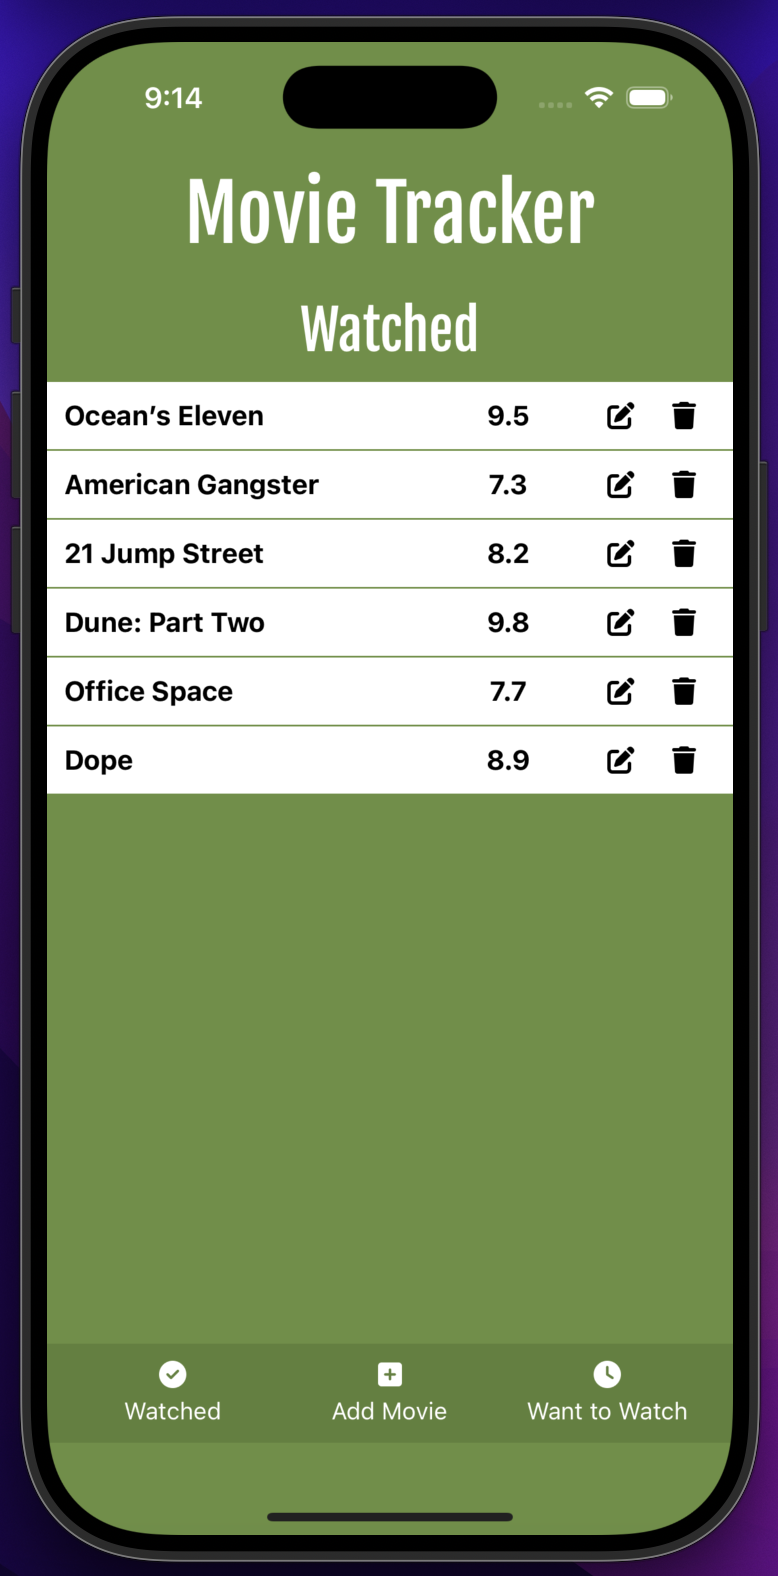 9:14
Movie Tracker
Watched
Ocean’s Eleven 9.5
American Gangster 7.3
21 Jump Street 8.2
Dune: Part Two 9.8
Office Space 7.7
Dope 8.9
Watched Add Movie Want to Watch